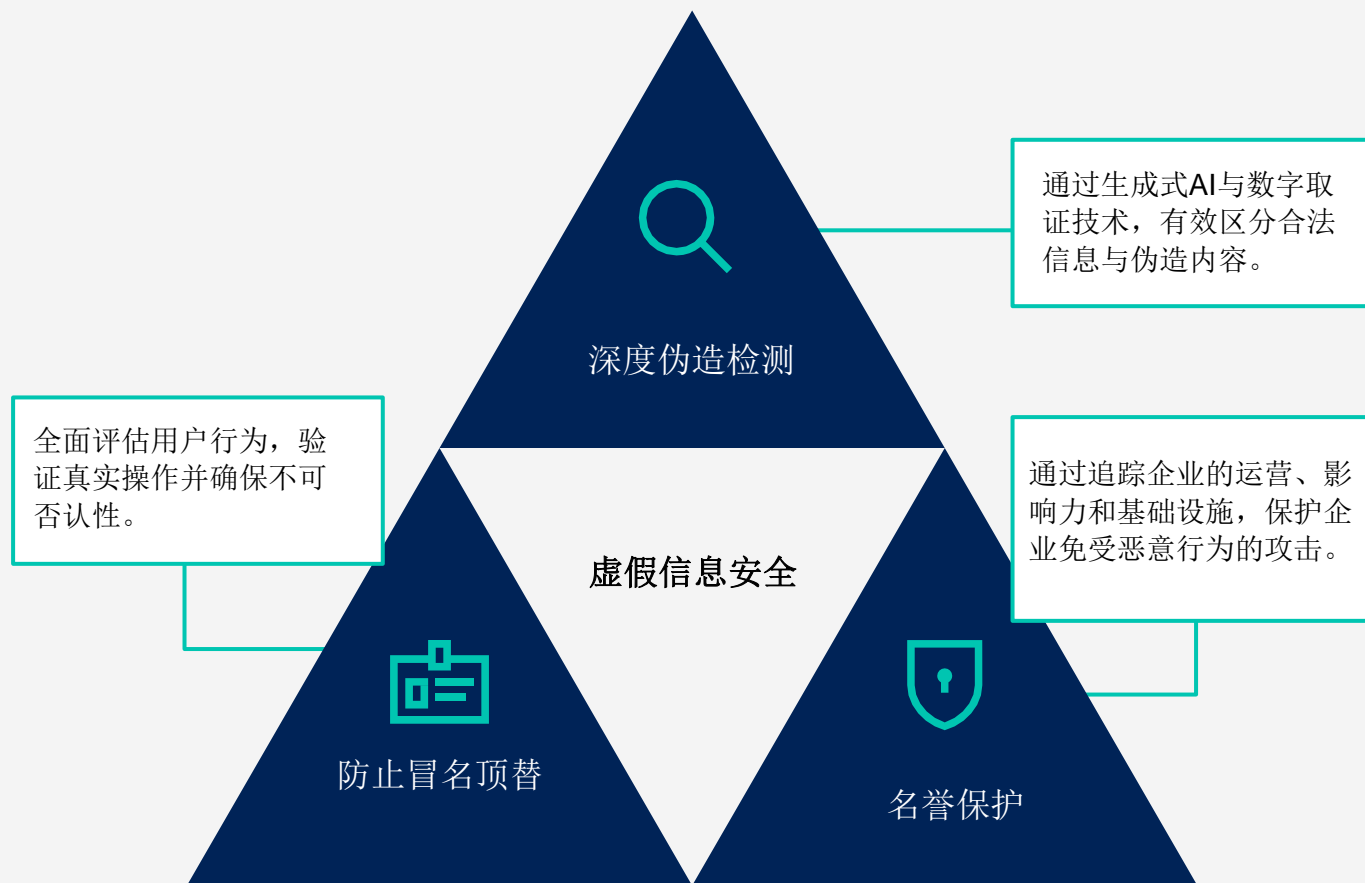 通过生成式AI与数字取
证技术，有效区分合法
信息与伪造内容。
深度伪造检测
全面评估用户行为，验
证真实操作并确保不可
否认性。
通过追踪企业的运营、影
响力和基础设施，保护企
业免受恶意行为的攻击。
虚假信息安全
防止冒名顶替
名誉保护